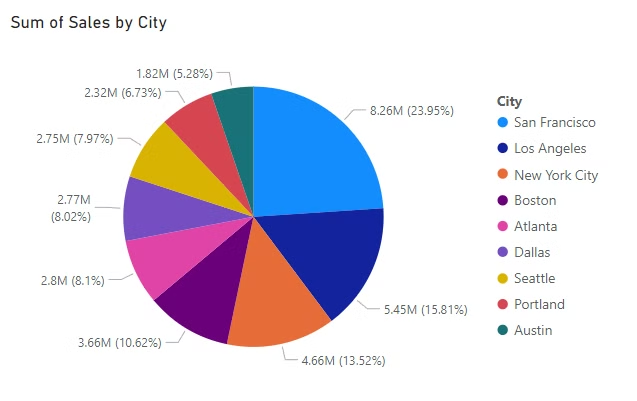 Sum of Sales by City
1.82M (5.28%)
2.32M (6.73%)
2.75M (7.97%)
2.77M
(8.02%)
2.8M (8.1%)
3.66M (10.62%)
8.26M (23.95%)
5.45M (15.81%)
4.66M (13.52%)
City
San Francisco
Los Angeles
New York City
Boston
Atlanta
Dallas
Seattle
Portland
Austin